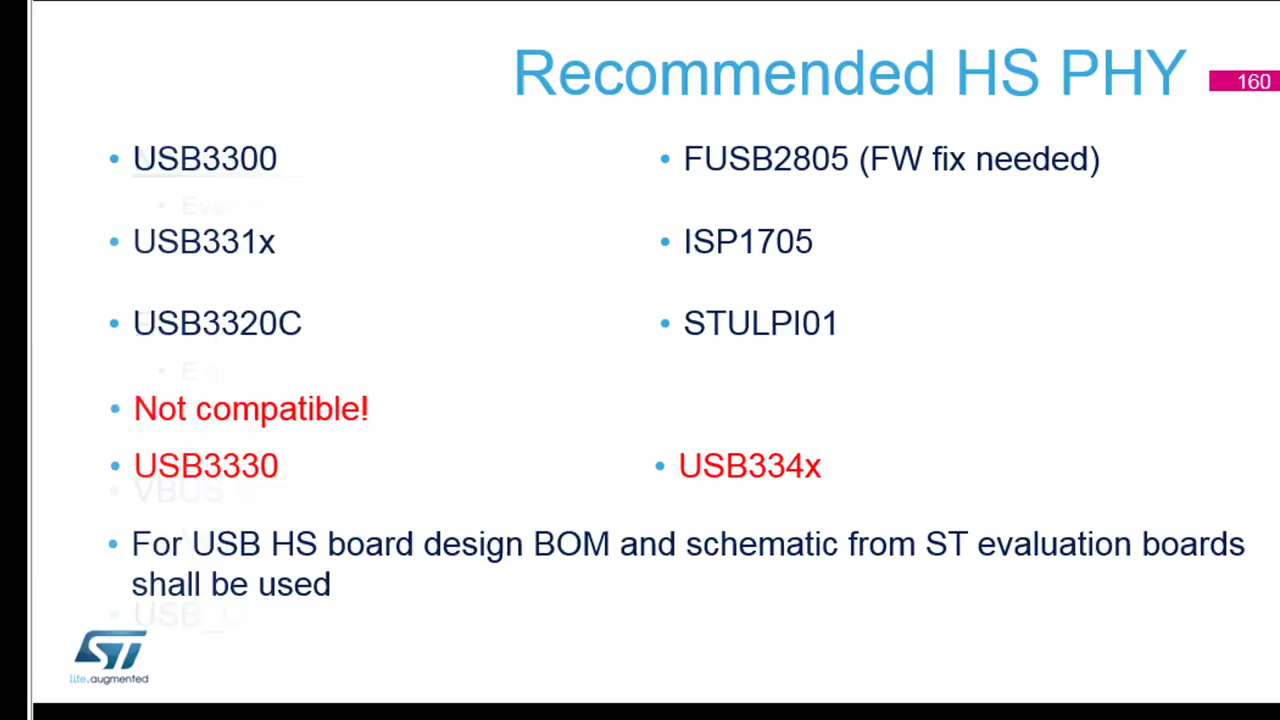 Recommended HS PHY
160
• USB3300
• FUSB2805 (FW fix needed)
• USB331x
• ISP1705
• USB3320C
• STULPI01
• Not compatible!
• USB3330
• USB334x
• For USB HS board design BOM and schematic from ST evaluation boards
shall be used
ST
life.augmented